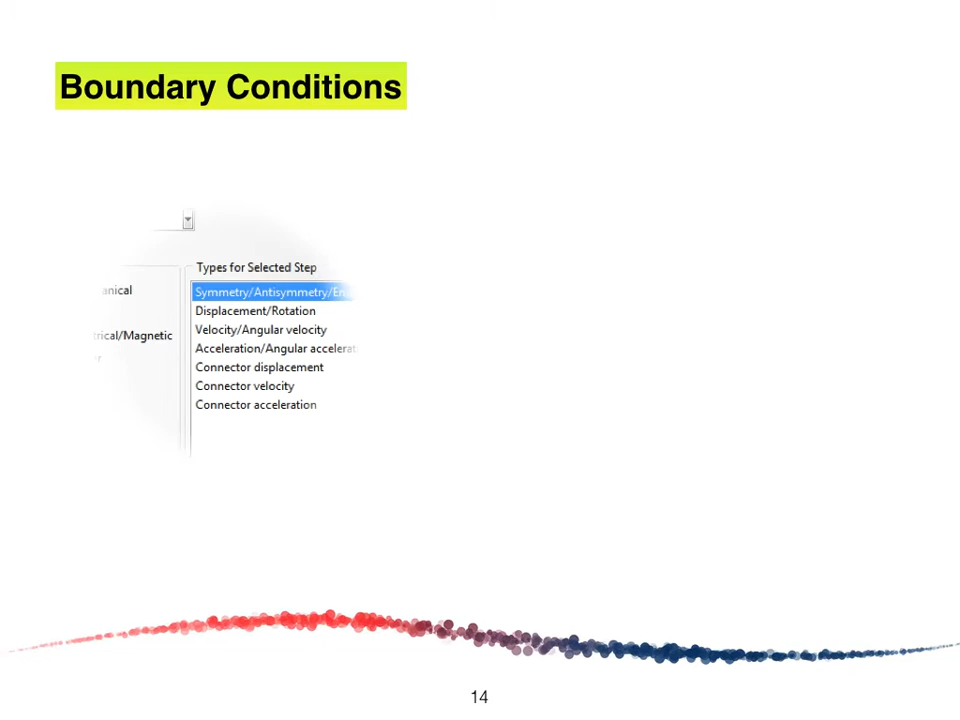 Boundary Conditions
Types for Selected Step
anical
Symmetry/Antisymmetry/En
Displacement/Rotation
Velocity/Angular velocity
trical/Magnetic
Acceleration/Angular accelerat
Connector displacement
Connector velocity
Connector acceleration
14